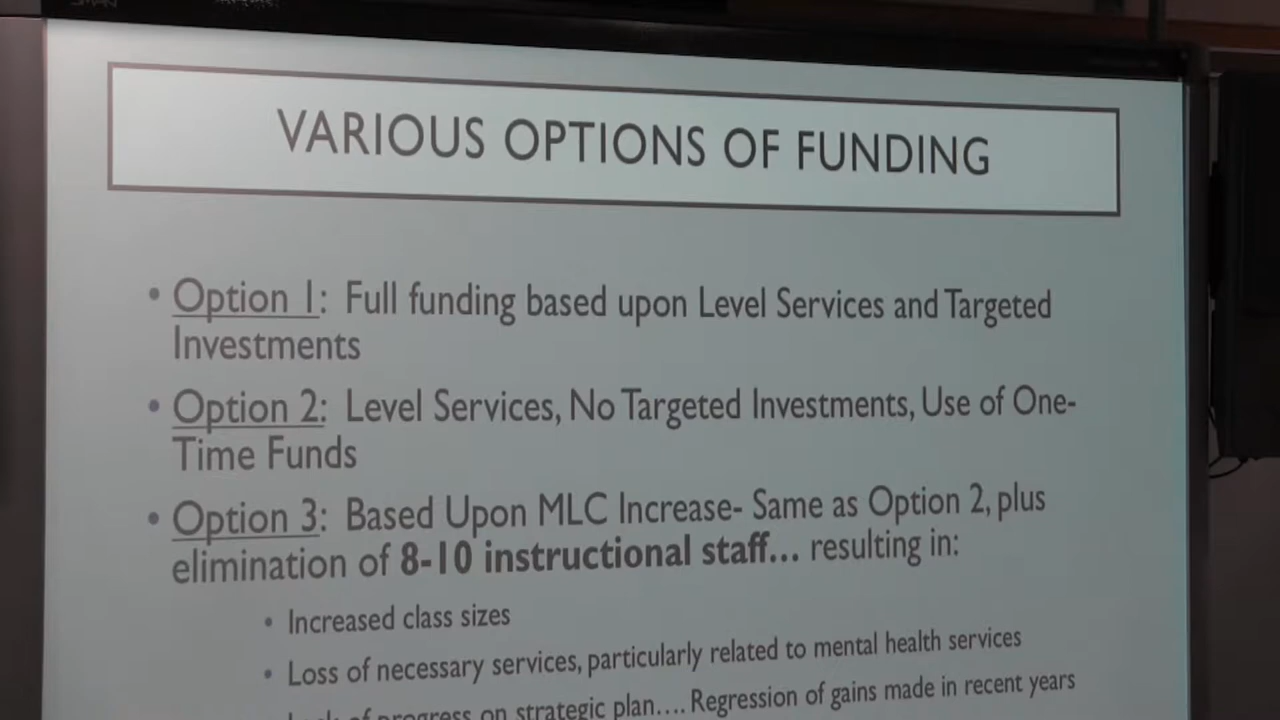 VARIOUS OPTIONS OF FUNDING
• Option 1: Full funding based upon Level Services and Targeted
Investments
• Option 2: Level Services, No Targeted Investments, Use of One-
Time Funds
• Option 3: Based Upon MLC Increase- Same as Option 2, plus
elimination of 8-10 instructional staff... resulting in:
• Increased class sizes
• Loss of necessary services, particularly related to mental health services
of progress on strategic plan.... Regression of gains made in recent years